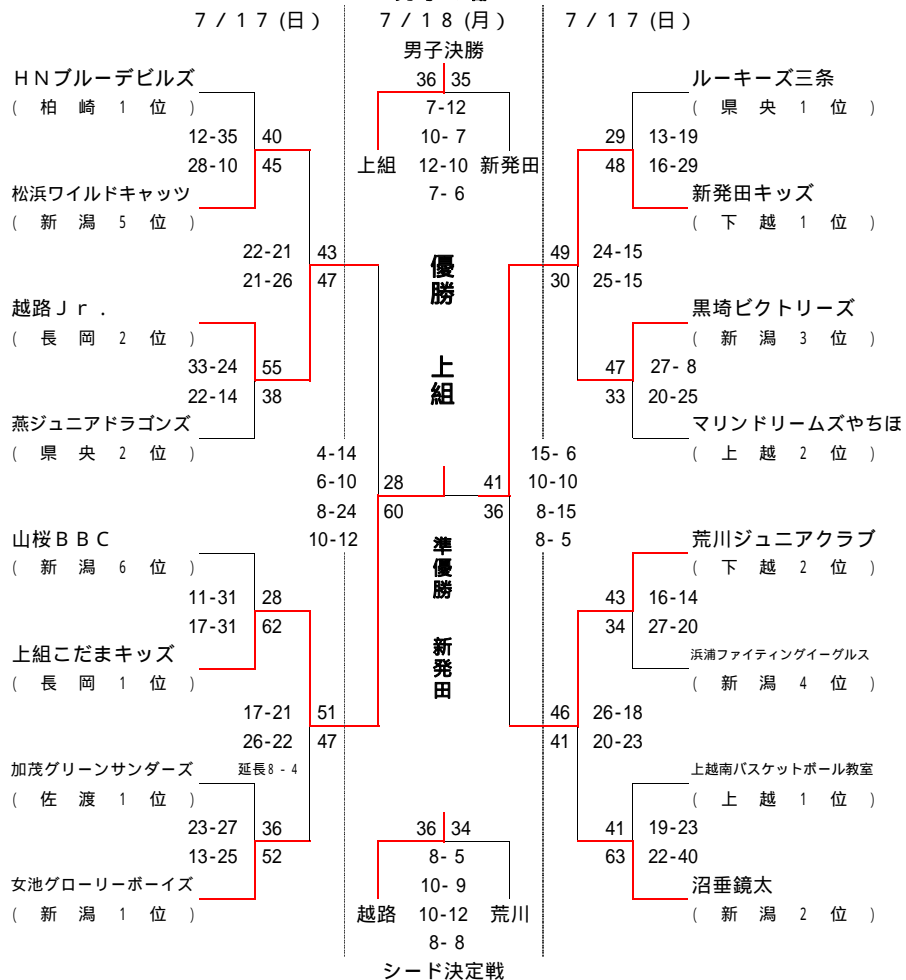 ７／１７(日)
７／１８(月)
７／１７(日)
男子決勝
ＨＮブルーデビルズ
(柏崎1位)
12-35 40
28-10 45
松浜ワイルドキャッツ
(新潟5位)
22-21 43
21-26 47
越路Ｊｒ．
(長岡2位)
33-24 55
22-14 38
燕ジュニアドラゴンズ
(県央2位)
4-14
6-10 28
8-24 60
10-12
山桜ＢＢＣ
(新潟6位)
11-31 28
17-31 62
上組こだまキッズ
(長岡1位)
17-21 51
26-22 47
延長8-4
加茂グリーンサンダーズ
(佐渡1位)
23-27 36
13-25 52
女池グローリーボーイズ
(新潟1位)
36 35
7-12
10- 7
上組 12-10 新発田
7- 6
優勝 上組
準優勝 新発田
36 34
8- 5
10- 9
越路 10-12 荒川
8- 8
シード決定戦
ルーキーズ三条
(県央1位)
29 13-19
48 16-29
新発田キッズ
(下越1位)
49 24-15
30 25-15
黒埼ビクトリーズ
(新潟3位)
47 27- 8
33 20-25
マリンドリームズやちほ
(上越2位)
15- 6
41 10-10
36 8-15
8- 5
荒川ジュニアクラブ
(下越2位)
43 16-14
34 27-20
浜浦ファイティングイーグルス
(新潟4位)
46 26-18
41 20-23
上越南バスケットボール教室
(上越1位)
41 19-23
63 22-40
沼垂鏡太
(新潟2位)